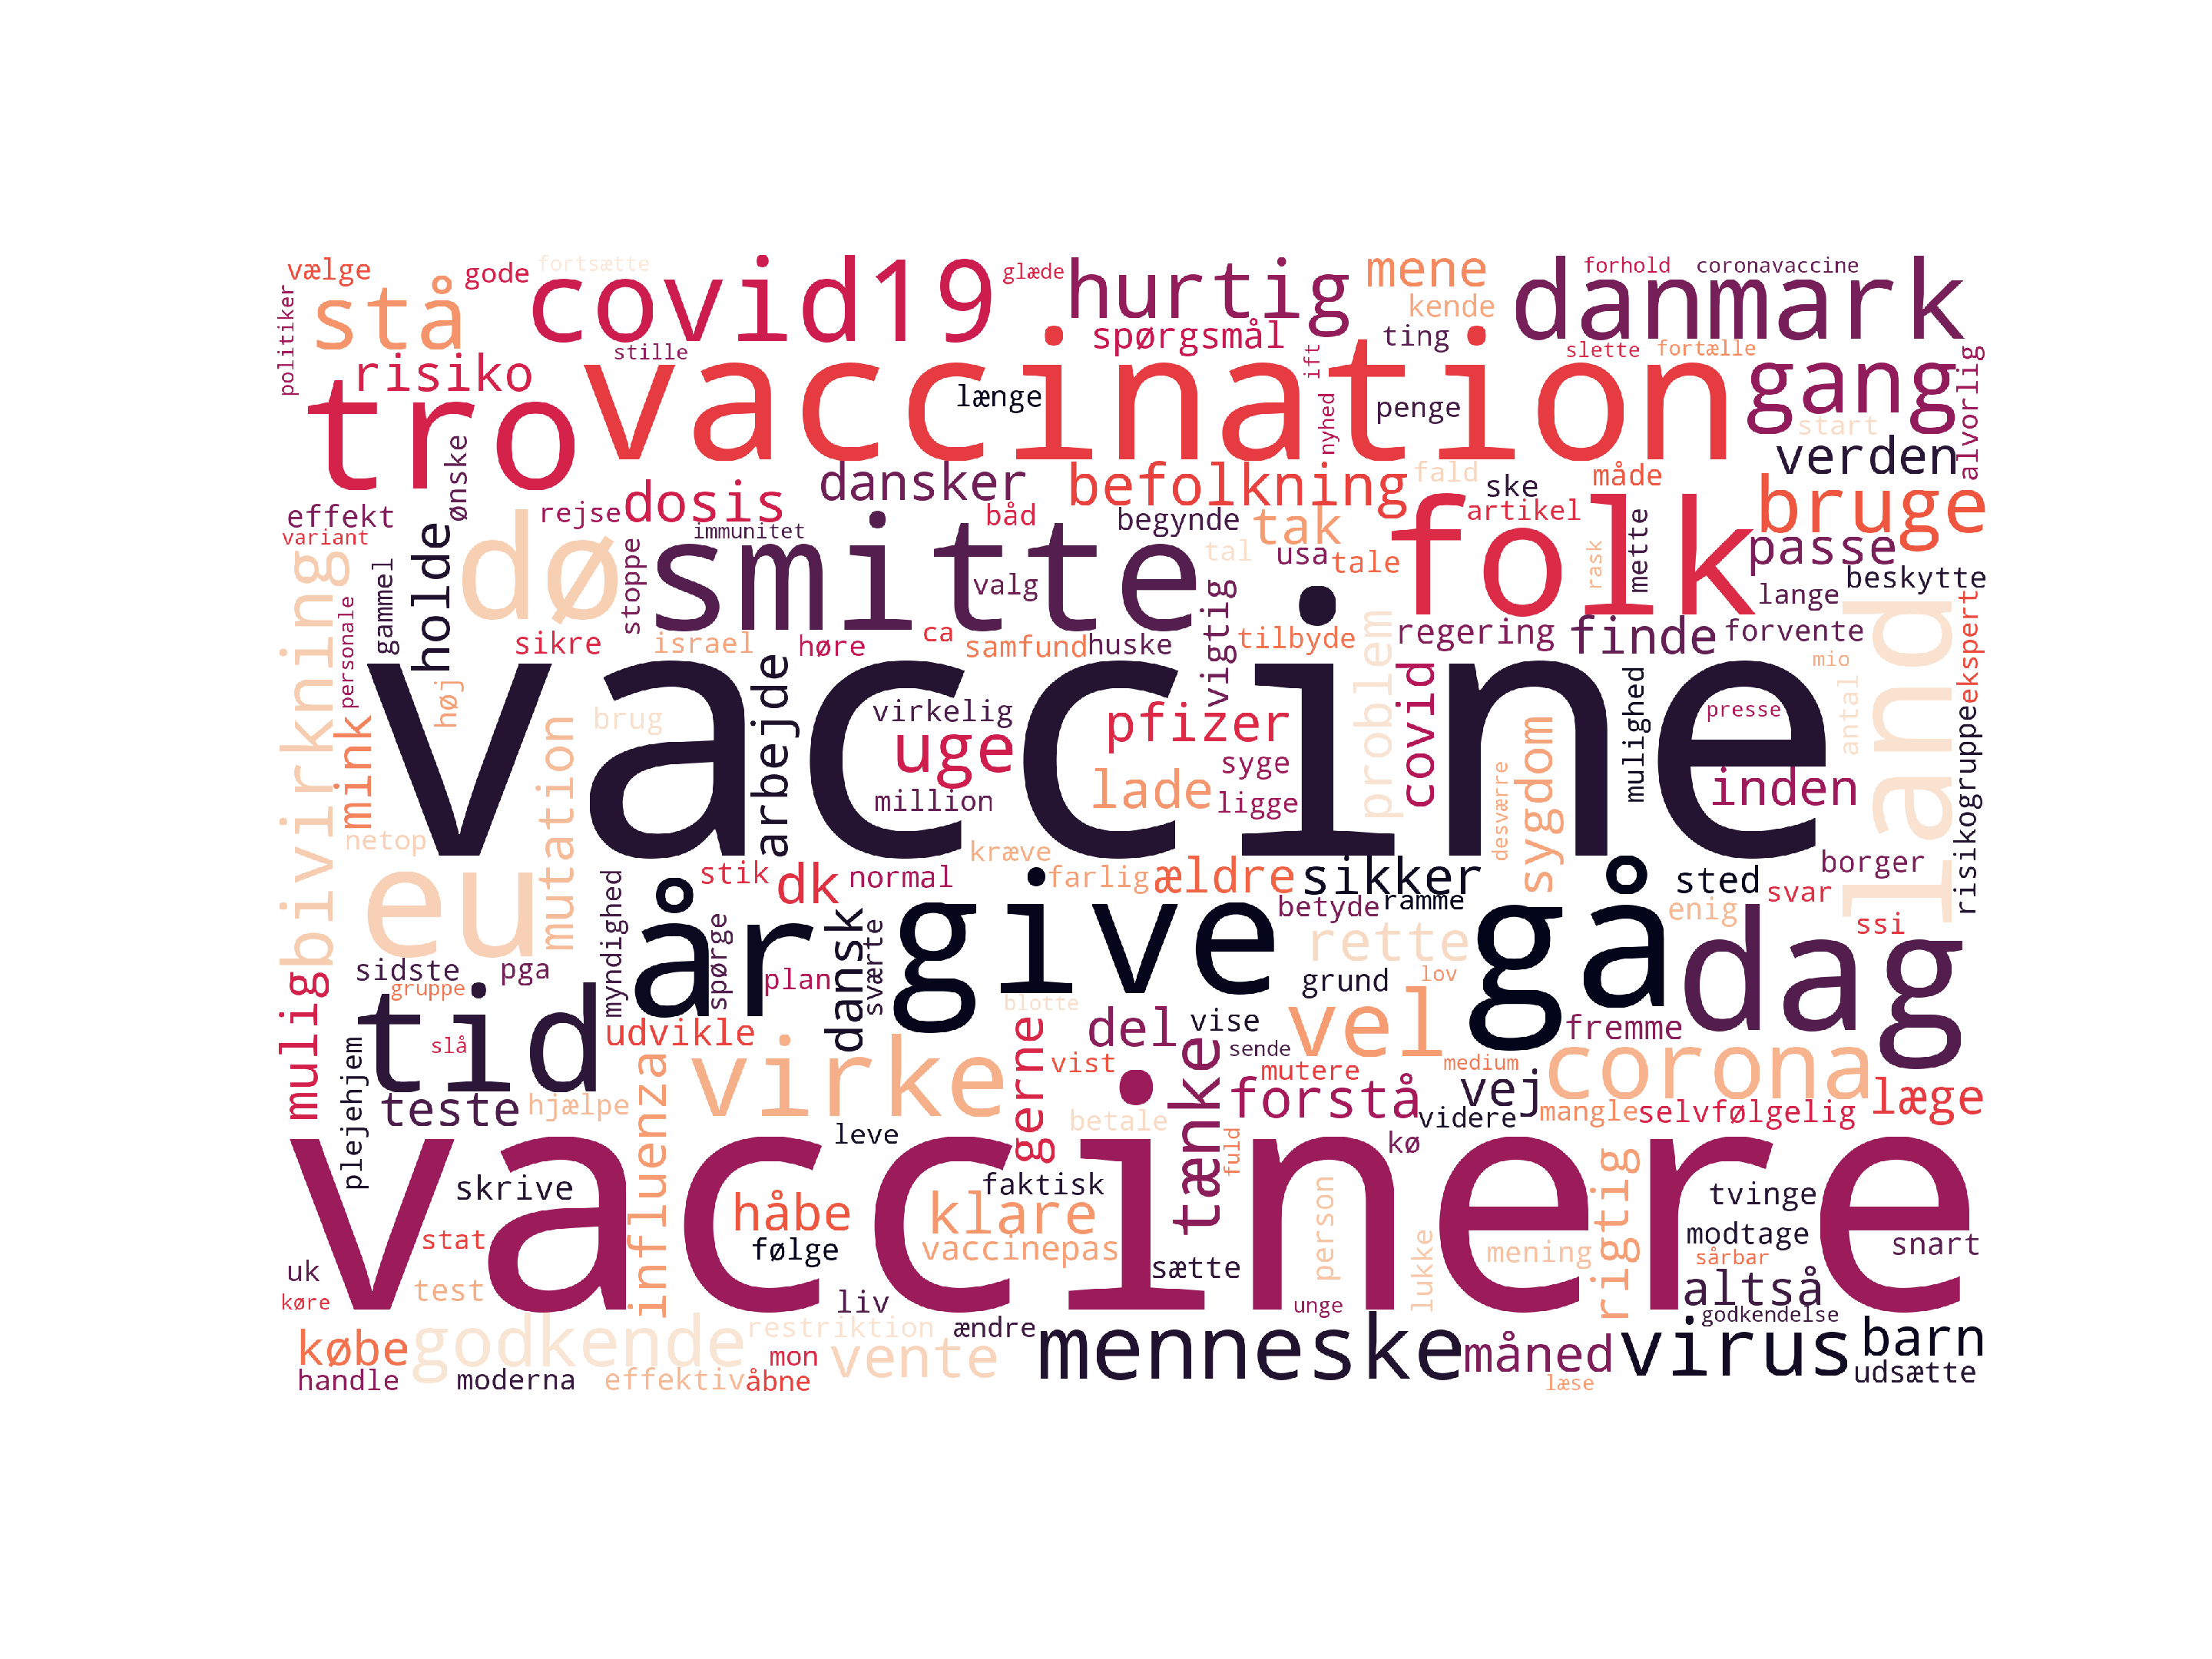 vælge gode fortsætte covid19 glæde hurtig mene forhold coronavaccine
politiker stå stille spørgsmål kende ting danmark
risiko vaccination slette fortælle gang alvorlig
tro længe ift nyhed penge start
ønske dansker befolkning fald måde verden
effekt rejse dosis båd begynde tak ske artikel bruge
variant holde dø immunitet smitte tal usa tale folk rask mette passe
bivirkning gammel stoppe valg vigtig lange beskytte
personale sikre israel høre ca samfund huske tilbyde regering finde forvente ekspert
høj vaccine problem covid land mio
mink brug arbejde virkelig pfizer mulighed presse antal
mutation uge syge sygdom risikogruppe
million lade ligge desværre inden
netop kræve borger
eu stik dk normal farlig ældre sikker sted svar
myndighed år dansk give betyde ramme gå enig ssi
sidste pga spørge plan sværte rette dag
mulig gruppe tid blotte grund lov
slå udvikle gerne del vise vel fremme
plejehjem influenza virke vist sende mutere medium corona
teste hjælpe tænke forstå vej videre mangle selvfølgelig læge
leve betale fuld kø
vaccinere
skrive håbe faktisk klare person rigtig tvinge
stat følge vaccinepas sætte lukke mening modtage snart
uk test sårbar altså
køre liv unge godkendelse
købe godkende restriktion ændre menneske måned virus barn
handle moderna effektiv mon åbne vente læse udsætte